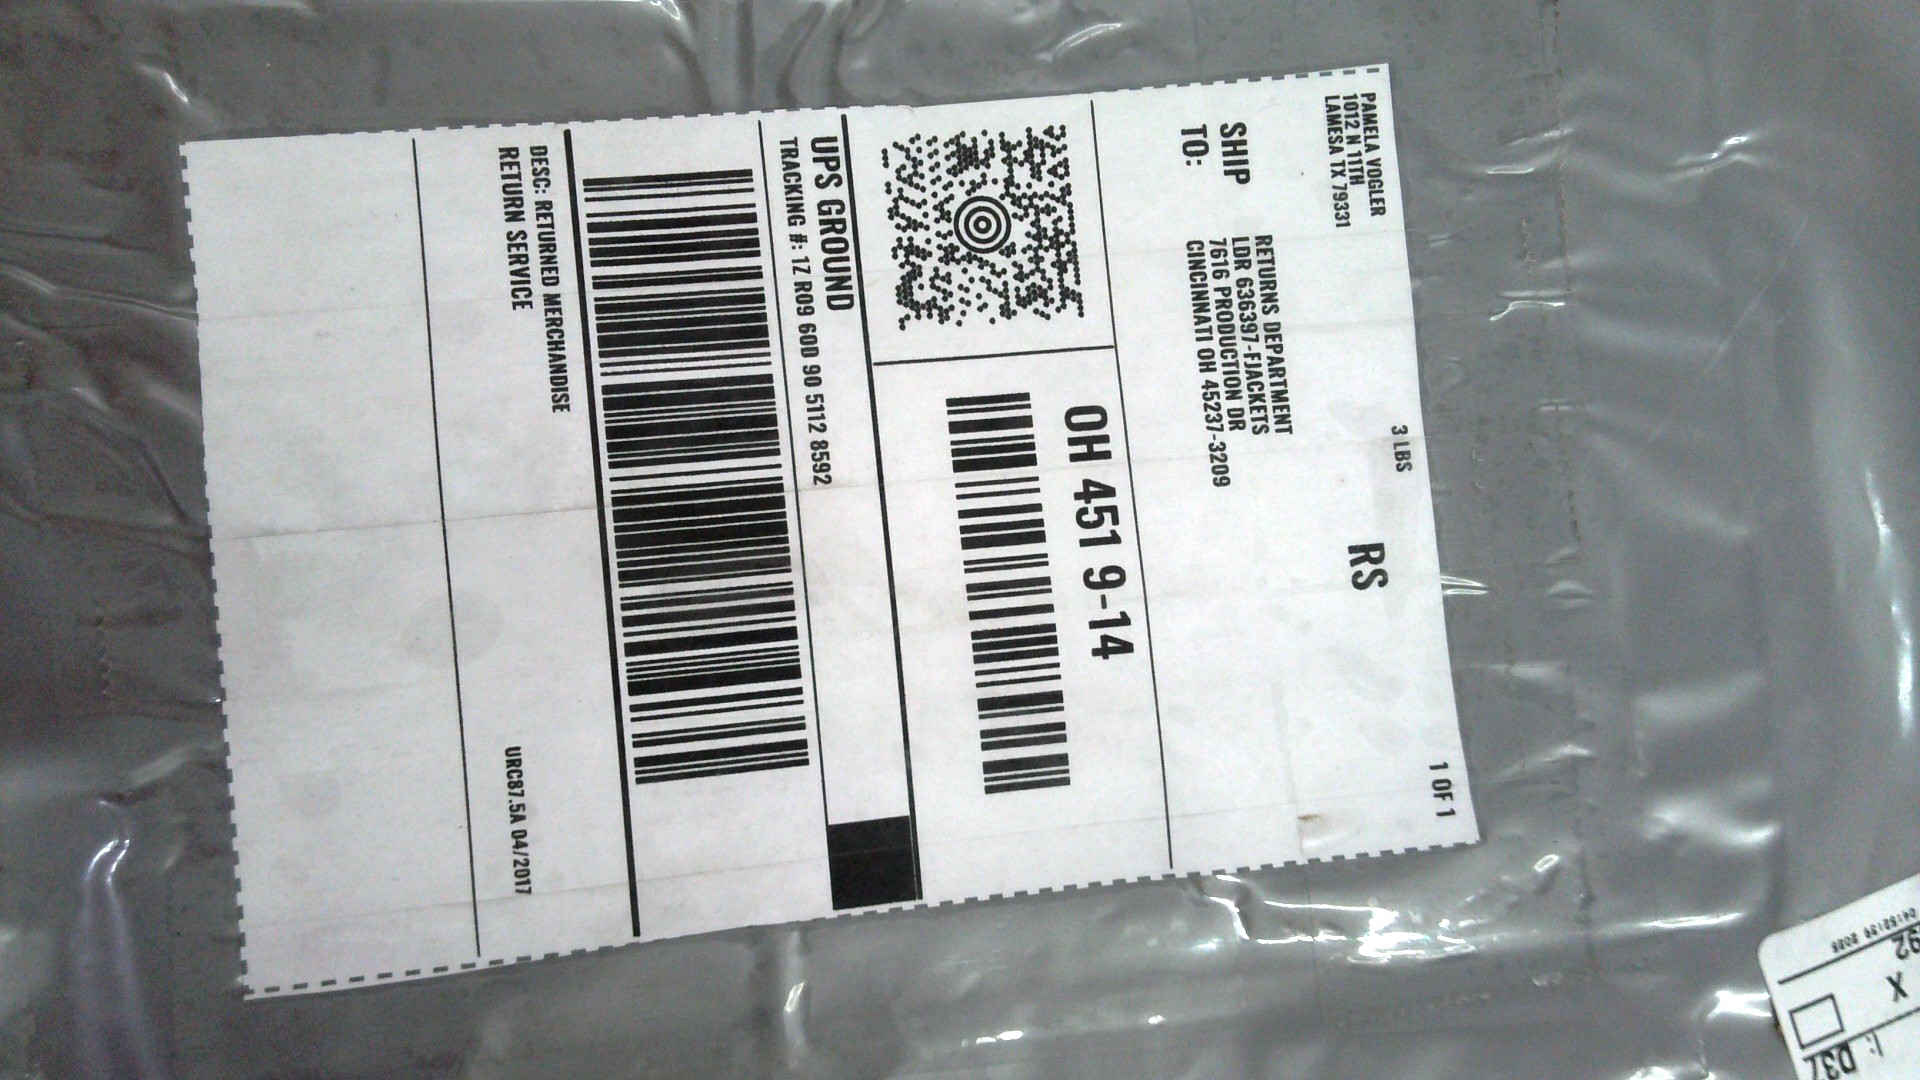 PAMELA VOGLER
1012 N 11TH
LAMESA TX 79331
3 LBS
1 OF 1
RS
SHIP
TO:
RETURNS DEPARTMENT
LDR 636397-FJACKETS
7616 PRODUCTION DR
CINCINNATI OH 45237-3209
OH 451 9-14
UPS GROUND
TRACKING #: 1Z R09 60D 90 5112 8592
DESC: RETURNED MERCHANDISE
RETURN SERVICE
URC87.5A 04/2017
X